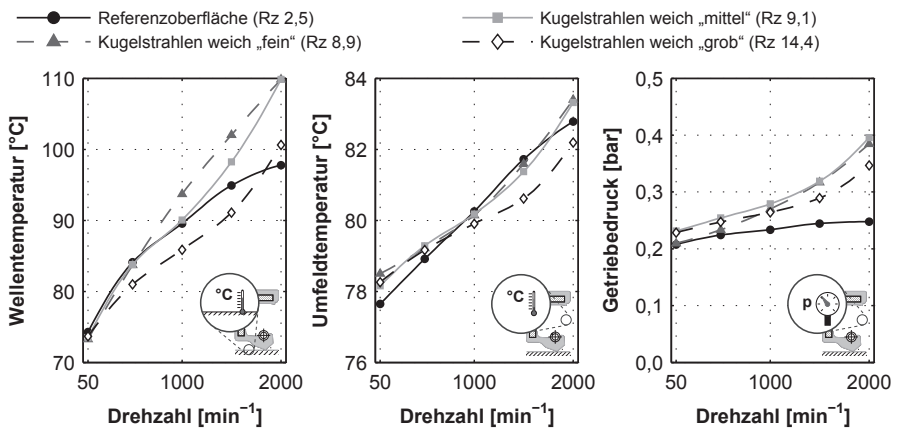 Referenzoberfläche (Rz 2,5)
Kugelstrahlen weich „mittel“ (Rz 9,1)
Kugelstrahlen weich „fein“ (Rz 8,9)
Kugelstrahlen weich „grob“ (Rz 14,4)
Wellentemperatur [°C]
110
100
90
80
70
50
1000
2000
Drehzahl [min⁻¹]
°C
Umfeldtemperatur [°C]
84
82
80
78
76
50
1000
2000
Drehzahl [min⁻¹]
°C
Getriebedruck [bar]
0,5
0,4
0,3
0,2
0,1
0,0
50
1000
2000
Drehzahl [min⁻¹]
p